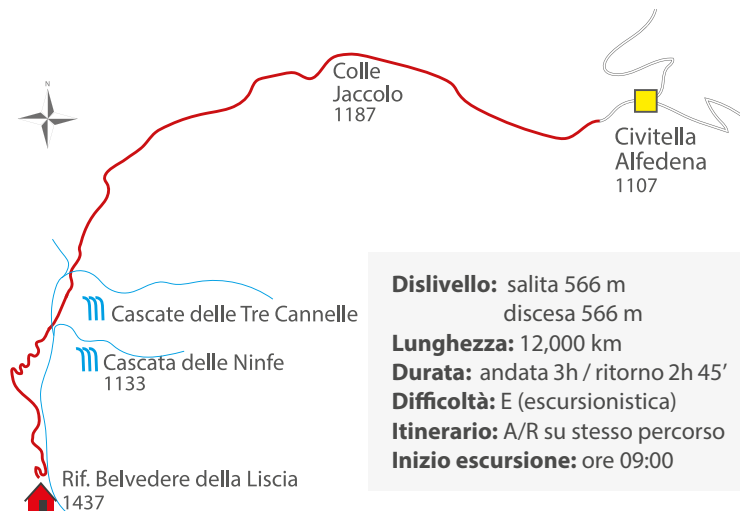 Colle
Jaccolo
1187
N
Civitella
Alfedena
1107
Cascate delle Tre Cannelle
Cascata delle Ninfe
1133
Rif. Belvedere della Liscia
1437
Dislivello: salita 566 m
discesa 566 m
Lunghezza: 12,000 km
Durata: andata 3h / ritorno 2h 45’
Difficoltà: E (escursionistica)
Itinerario: A/R su stesso percorso
Inizio escursione: ore 09:00